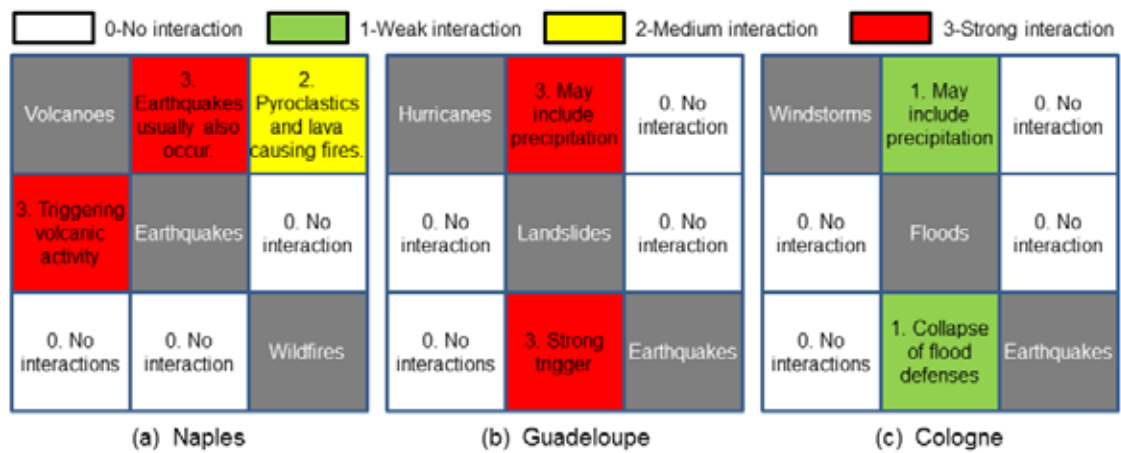 0-No interaction 1-Weak interaction 2-Medium interaction 3-Strong interaction
Volcanoes
3.
Earthquakes
usually also
occur.
2.
Pyroclastics
and lava
causing fires.
3. Triggering
volcanic
activity
Earthquakes
0. No
interaction
0. No
interactions
0. No
interaction
Wildfires
(a) Naples
Hurricanes
3. May
include
precipitation
0. No
interaction
0. No
interaction
Landslides
0. No
interaction
0. No
interactions
3. Strong
trigger
Earthquakes
(b) Guadeloupe
Windstorms
1. May
include
precipitation
0. No
interaction
0. No
interaction
Floods
0. No
interaction
0. No
interactions
1. Collapse
of flood
defenses
Earthquakes
(c) Cologne